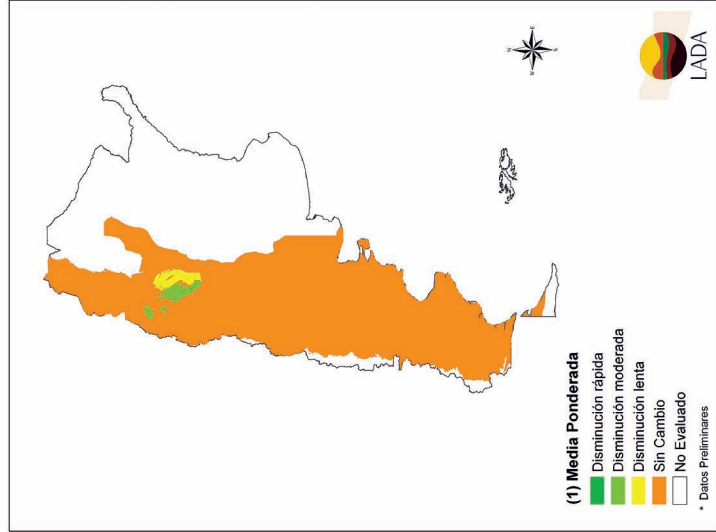 (1) Media Ponderada
Disminución rápida
Disminución moderada
Disminución lenta
Sin Cambio
No Evaluado
* Datos Preliminares
N
E
S
W
LADA